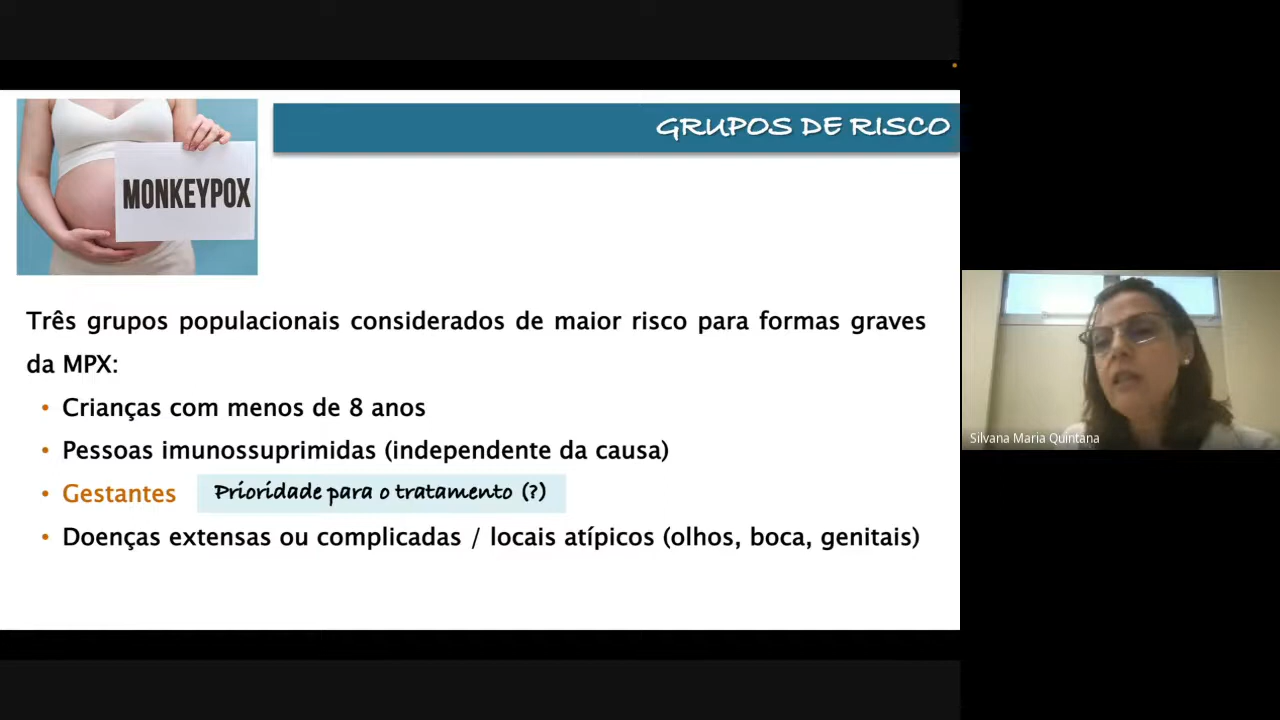 GRUPOS DE RISCO
MONKEYPOX
Três grupos populacionais considerados de maior risco para formas graves
da MPX:
• Crianças com menos de 8 anos
• Pessoas imunossuprimidas (independente da causa)
• Gestantes Prioridade para o tratamento (?)
• Doenças extensas ou complicadas / locais atípicos (olhos, boca, genitais)
Silvana Maria Quintana